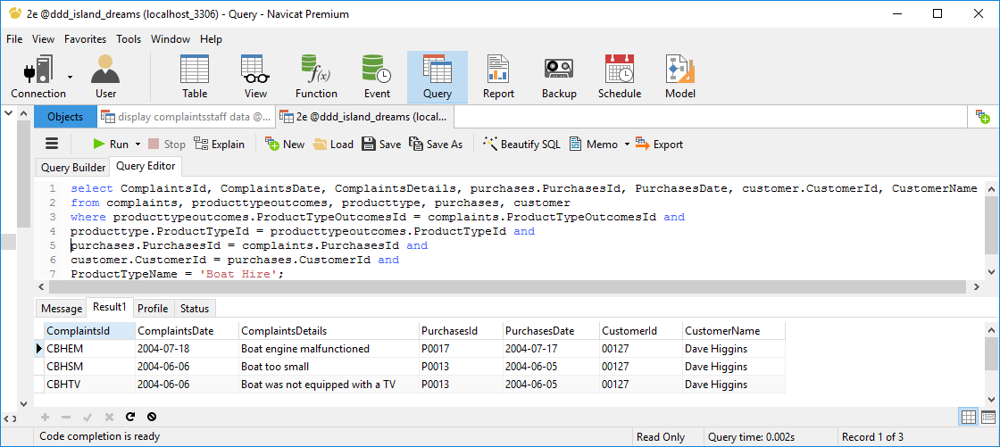 2e @ddd_island_dreams (localhost_3306) - Query - Navicat Premium
File View Favorites Tools Window Help
f(x)
Connection User Table View Function Event Query Report Backup Schedule Model
Objects display complaintsstaff data @... 2e @ddd_island_dreams (local...
Run Stop Explain New Load Save Save As Beautify SQL Memo Export
Query Builder Query Editor
1 select ComplaintsId, ComplaintsDate, ComplaintsDetails, purchases.PurchasesId, PurchasesDate, customer.CustomerId, CustomerName
2 from complaints, producttypeoutcomes, producttype, purchases, customer
3 where producttypeoutcomes.ProductTypeOutcomesId = complaints.ProductTypeOutcomesId and
4 producttype.ProductTypeId = producttypeoutcomes.ProductTypeId and
5 purchases.PurchasesId = complaints.PurchasesId and
6 customer.CustomerId = purchases.CustomerId and
7 ProductTypeName = 'Boat Hire';
Message Result1 Profile Status
ComplaintsId ComplaintsDate ComplaintsDetails PurchasesId PurchasesDate CustomerId CustomerName
CBHEM 2004-07-18 Boat engine malfunctioned P0017 2004-07-17 00127 Dave Higgins
CBHSM 2004-06-06 Boat too small P0013 2004-06-05 00127 Dave Higgins
CBHTV 2004-06-06 Boat was not equipped with a TV P0013 2004-06-05 00127 Dave Higgins
Code completion is ready Read Only Query time: 0.002s Record 1 of 3